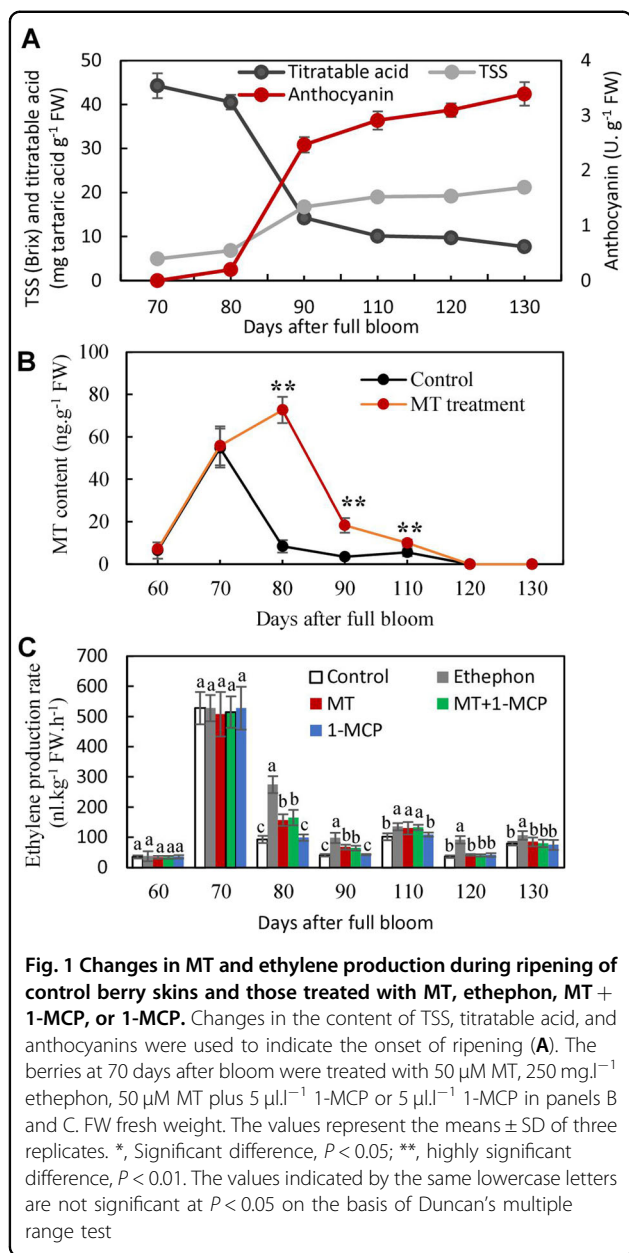 A
TSS (Brix) and titratable acid
(mg tartaric acid g⁻¹ FW)
50
40
30
20
10
0
Titratable acid
TSS
Anthocyanin
4
3
2
1
0
Anthocyanin (U. g⁻¹ FW)
70 80 90 110 120 130
Days after full bloom
B
MT content (ng.g⁻¹ FW)
100
80
60
40
20
0
Control
MT treatment
**
**
**
60 70 80 90 110 120 130
Days after full bloom
C
Ethylene production rate
(nl.kg⁻¹ FW.h⁻¹)
700
600
500
400
300
200
100
0
Control
Ethephon
MT
MT+1-MCP
1-MCP
a a a a a
a a a a a
c a b b c
c a b b c
b a a a b
b a b b b
b a b b b
60 70 80 90 110 120 130
Days after full bloom
Fig. 1 Changes in MT and ethylene production during ripening of
control berry skins and those treated with MT, ethephon, MT +
1-MCP, or 1-MCP. Changes in the content of TSS, titratable acid, and
anthocyanins were used to indicate the onset of ripening (A). The
berries at 70 days after bloom were treated with 50 μM MT, 250 mg.l⁻¹
ethephon, 50 μM MT plus 5 μl.l⁻¹ 1-MCP or 5 μl.l⁻¹ 1-MCP in panels B
and C. FW fresh weight. The values represent the means ± SD of three
replicates. *, Significant difference, P < 0.05; **, highly significant
difference, P < 0.01. The values indicated by the same lowercase letters
are not significant at P < 0.05 on the basis of Duncan's multiple
range test